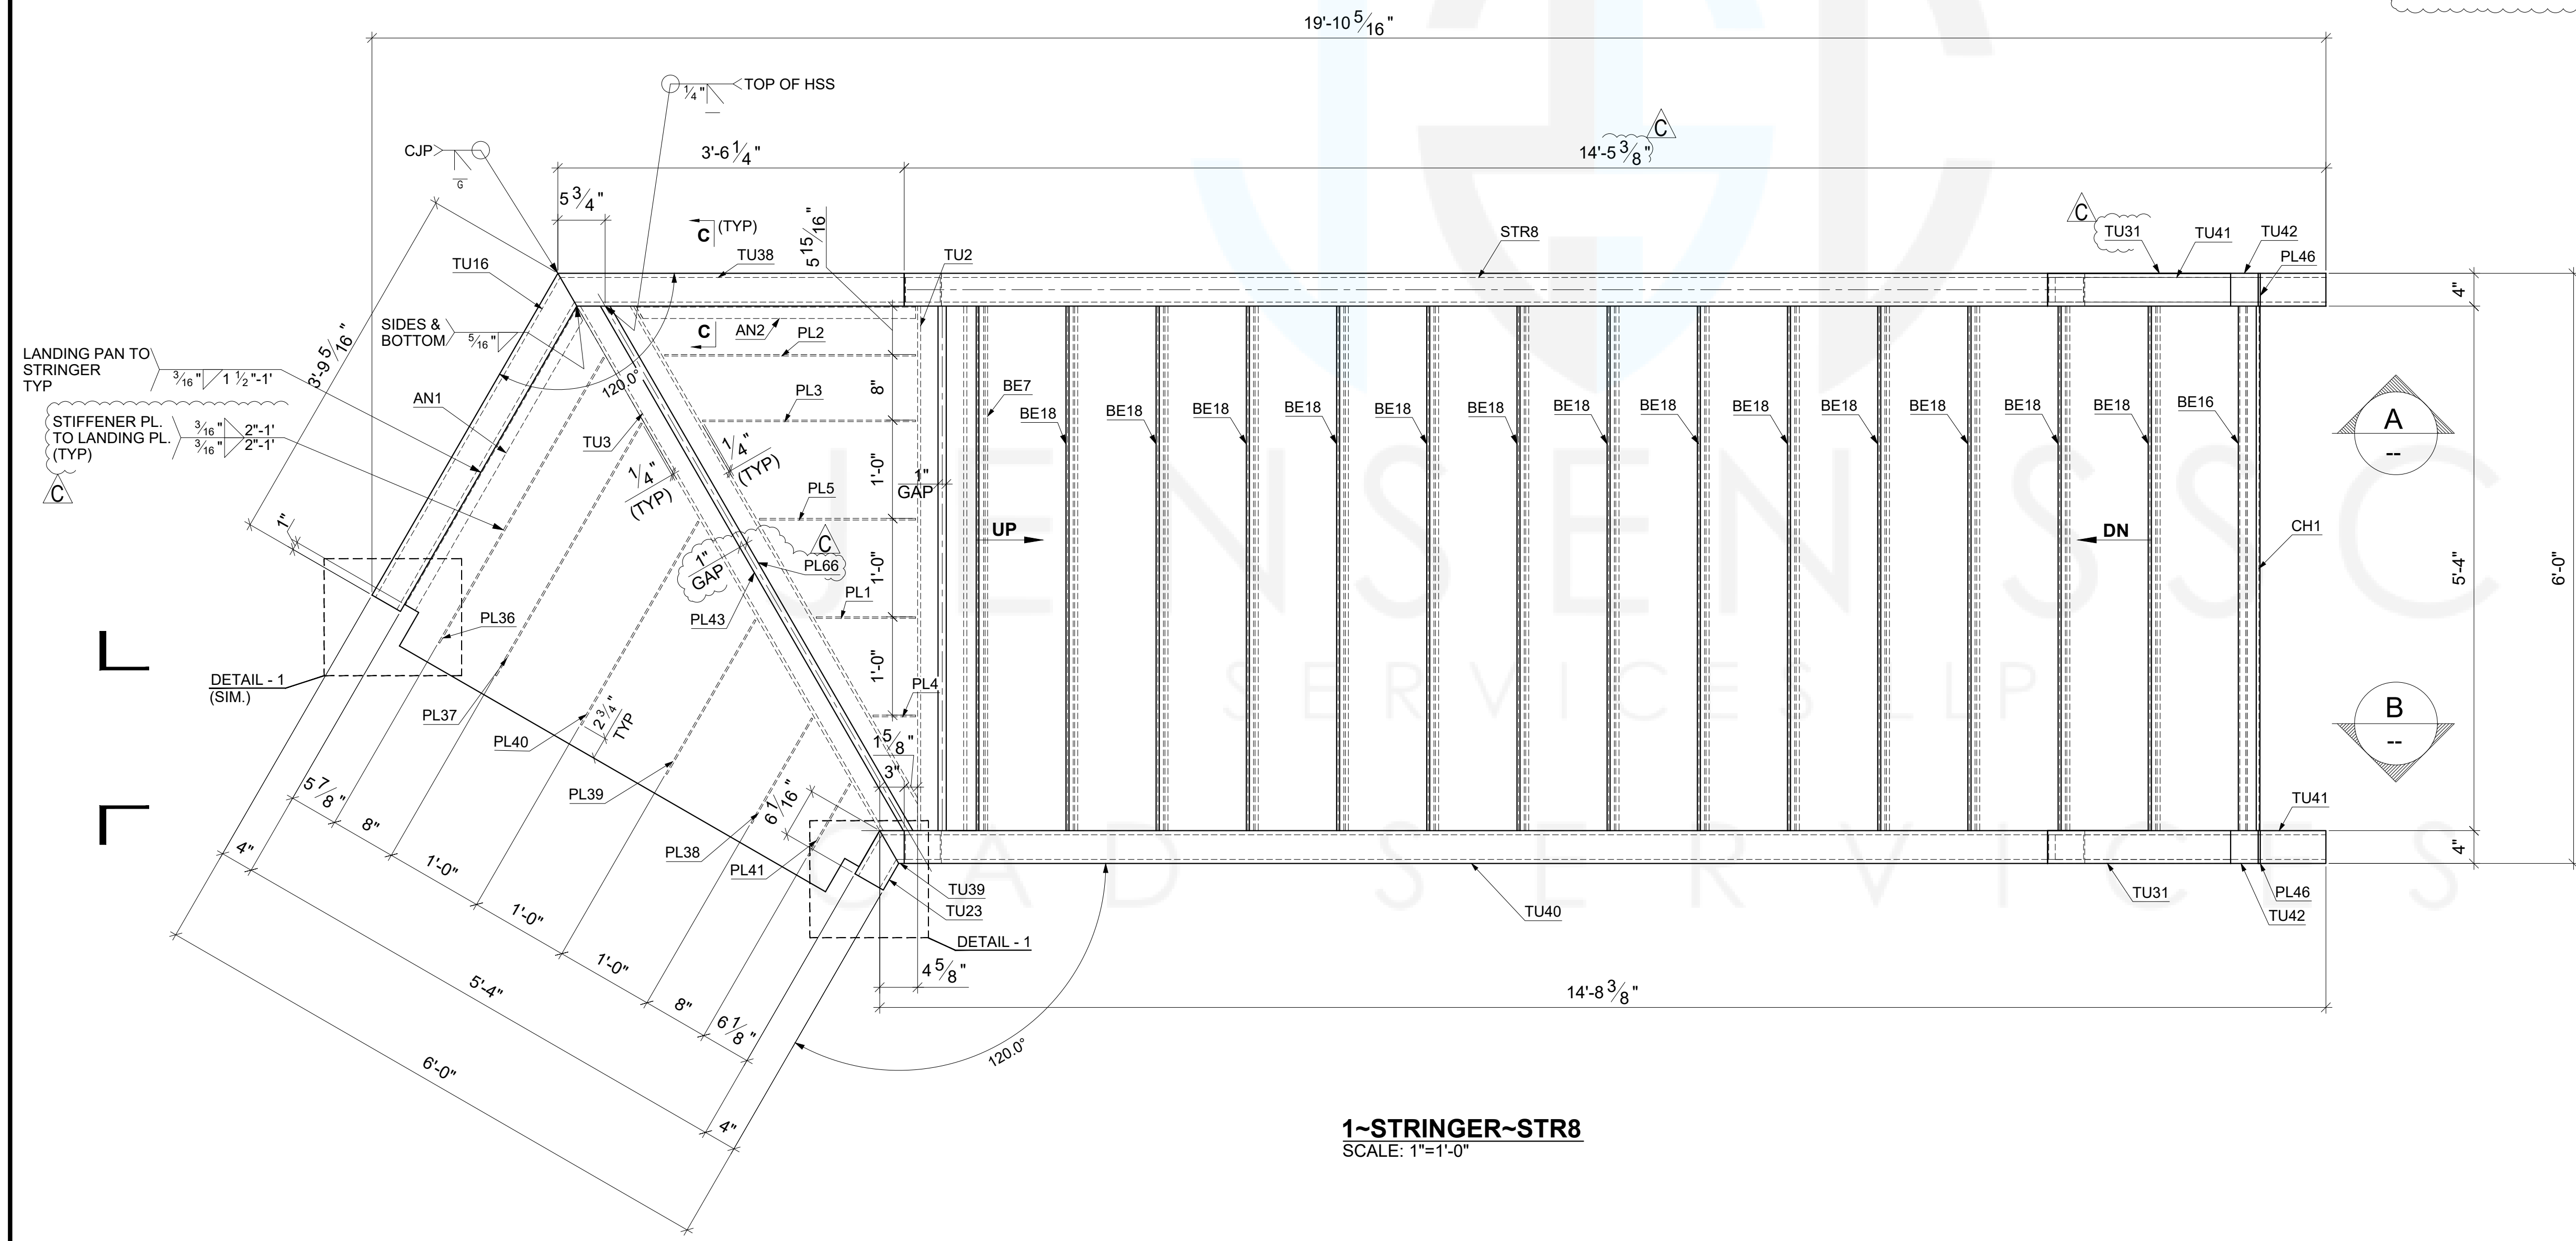 19'-10 5/16"
1/4"
TOP OF HSS
C
CJP
G
3'-6 1/4"
14'-5 3/8"
5 3/4"
C (TYP)
5 15/16"
C
TU16
TU38
TU2
STR8
TU31
TU41
TU42
PL46
4"
SIDES &
BOTTOM
5/16"
C
AN2
PL2
LANDING PAN TO
STRINGER
TYP
3/16"
1 1/2"-1'
3'-9 5/16"
120.0°
8"
PL3
AN1
BE7
BE18
BE18
BE18
BE18
BE18
BE18
BE18
BE18
BE18
BE18
BE18
BE18
BE18
BE16
A
--
STIFFENER PL.
TO LANDING PL.
(TYP)
3/16"
3/16"
2"-1'
2"-1'
C
TU3
1/4"
(TYP)
1/4"
(TYP)
1'-0"
1"
GAP
PL5
1"
UP
DN
CH1
JENSEN SSC
C
1"
GAP
PL66
1'-0"
5'-4"
6'-0"
PL1
PL43
PL36
1'-0"
DETAIL - 1
(SIM.)
PL4
SERVICES LLP
B
--
PL37
PL40
2 3/4"
TYP
1 5/8"
3"
PL39
6 1/16"
5 7/8"
8"
TU41
PL38
4"
PL41
4"
1'-0"
TU39
TU23
TU40
TU31
PL46
TU42
CAD SERVICES
1'-0"
DETAIL - 1
1'-0"
4 5/8"
5'-4"
8"
14'-8 3/8"
6 1/8"
120.0°
6'-0"
4"
1~STRINGER~STR8
SCALE: 1"=1'-0"